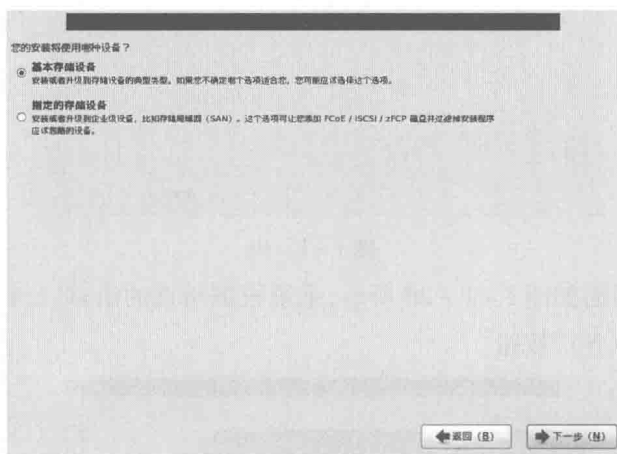 您的安装将使用哪种设备？
基本存储设备
安装或者升级到存储设备的典型类型。如果您不确定哪个选项适合您，您可能应该选择这个选项。
指定的存储设备
安装或者升级到企业级设备，比如存储局域网（SAN）。这个选项可让您添加 FCoE / iSCSI / zFCP 磁盘并过滤掉安装程序
应该忽略的设备。
返回（B）
下一步（N）